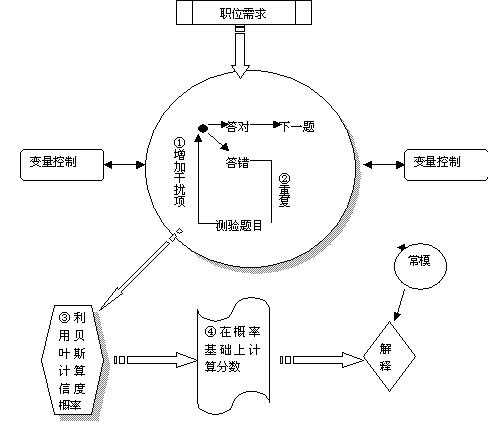 职位需求
答对
下一题
①增加干扰项
答错
②重复
变量控制
变量控制
测验题目
常模
③利
用贝
叶斯
计算
信度
概率
④在概率
基础上计
算分数
解
释